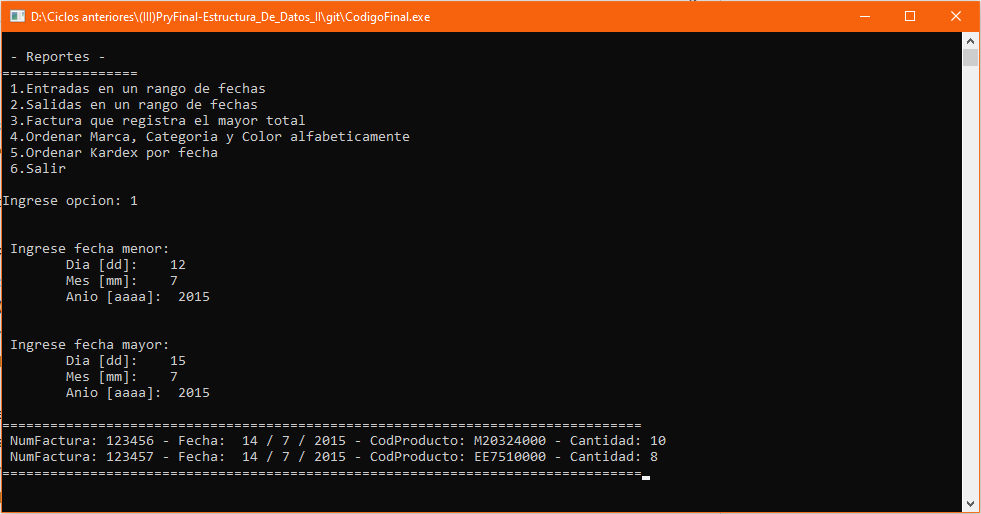 D:\Ciclos anteriores\(III)PryFinal-Estructura_De_Datos_II\git\CodigoFinal.exe
- Reportes -
=================
1.Entradas en un rango de fechas
2.Salidas en un rango de fechas
3.Factura que registra el mayor total
4.Ordenar Marca, Categoria y Color alfabeticamente
5.Ordenar Kardex por fecha
6.Salir
Ingrese opcion: 1
Ingrese fecha menor:
Dia [dd]: 12
Mes [mm]: 7
Anio [aaaa]: 2015
Ingrese fecha mayor:
Dia [dd]: 15
Mes [mm]: 7
Anio [aaaa]: 2015
================================================================================
NumFactura: 123456 - Fecha: 14 / 7 / 2015 - CodProducto: M20324000 - Cantidad: 10
NumFactura: 123457 - Fecha: 14 / 7 / 2015 - CodProducto: EE7510000 - Cantidad: 8
================================================================================